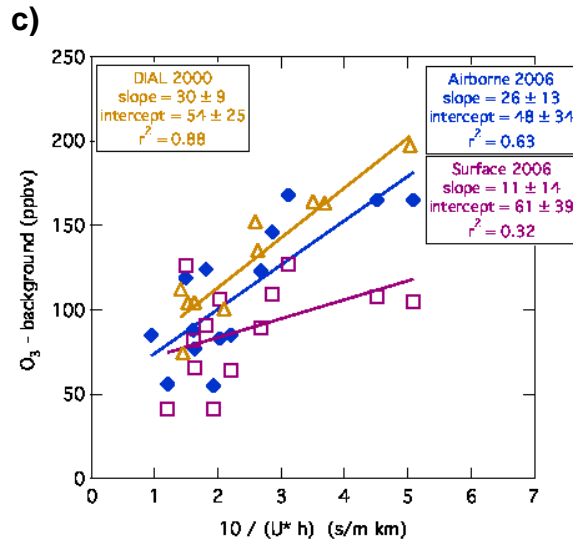 c)
250
200
150
100
50
0
O3 - background (ppbv)
DIAL 2000
slope = 30 ± 9
intercept = 54 ± 25
r2 = 0.88
Airborne 2006
slope = 26 ± 13
intercept = 48 ± 34
r2 = 0.63
Surface 2006
slope = 11 ± 14
intercept = 61 ± 39
r2 = 0.32
0 1 2 3 4 5 6 7
10 / (U* h) (s/m km)